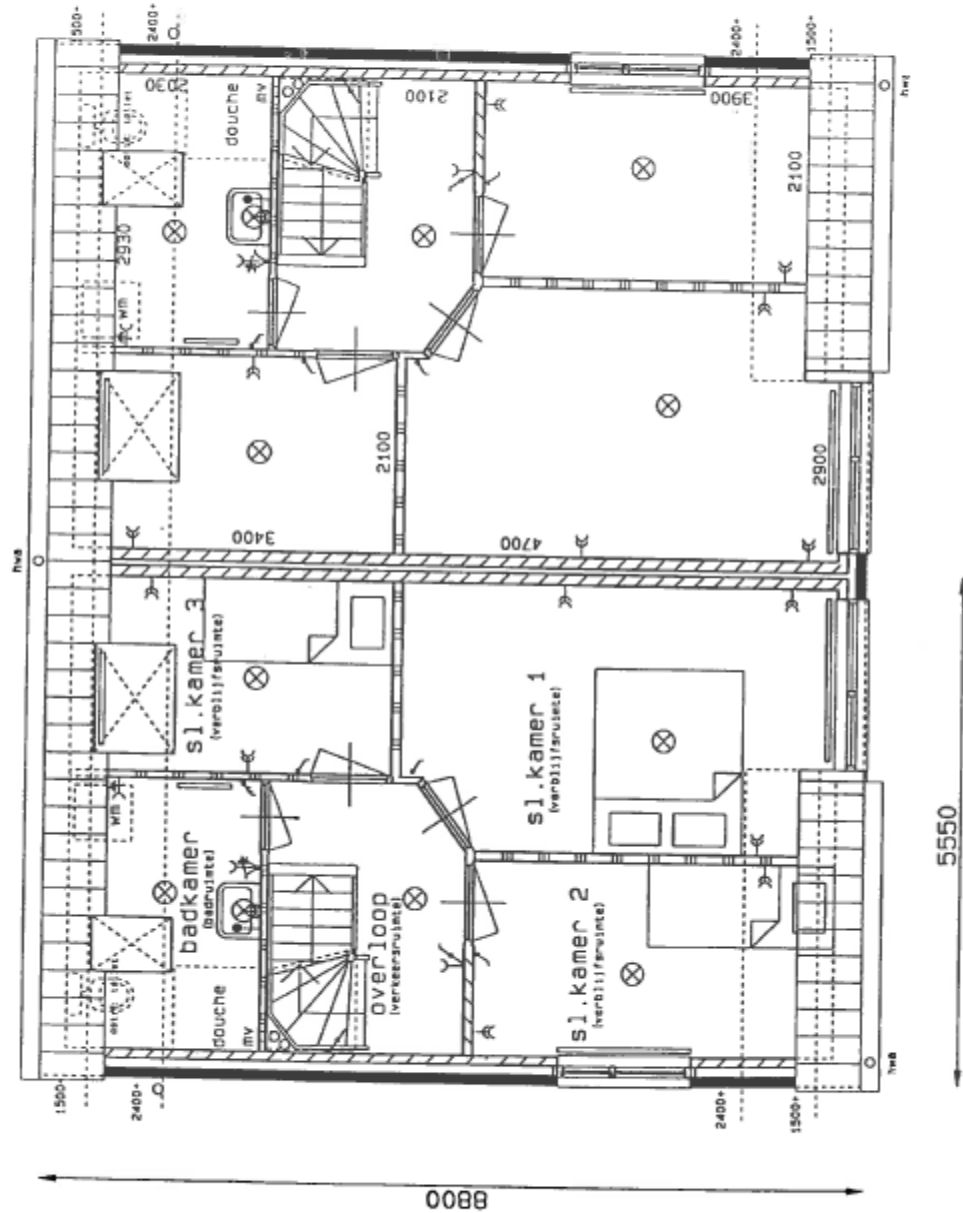 hwa
1500+
2400+
1500+
2400+
2030
2930
wm
wm
douche
mv
2100
2100
3400
4700
2900
3900
2100
sl.kamer 3
(verblijfsruimte)
badkamer
(badruimte)
douche
mv
overloop
(verkeersruimte)
sl.kamer 1
(verblijfsruimte)
sl.kamer 2
(verblijfsruimte)
2400+
1500+
2400+
1500+
hwa
hwa
5550
8800